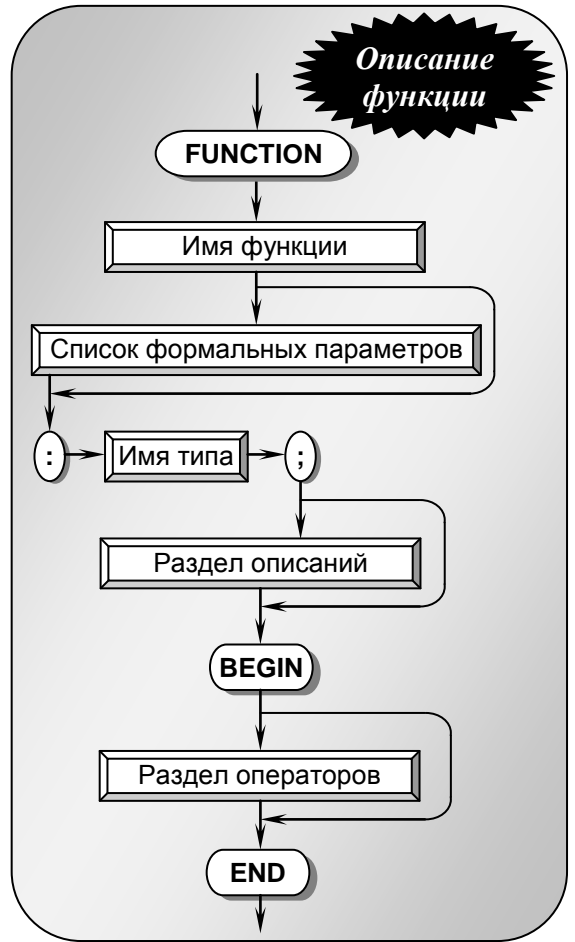 Описание
функции
FUNCTION
Имя функции
Список формальных параметров
: Имя типа ;
Раздел описаний
BEGIN
Раздел операторов
END